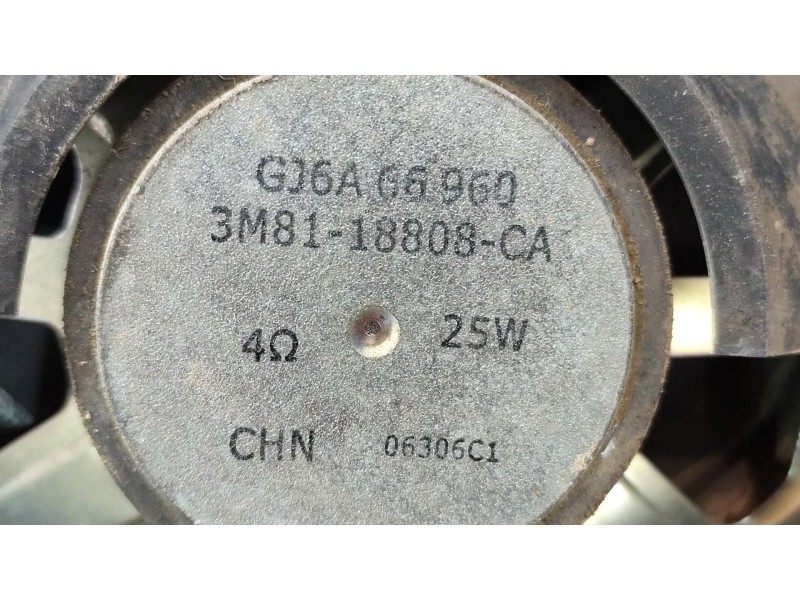 GJ6A 66 960
3M81-18808-CA
4Ω 25W
CHN 06306C1